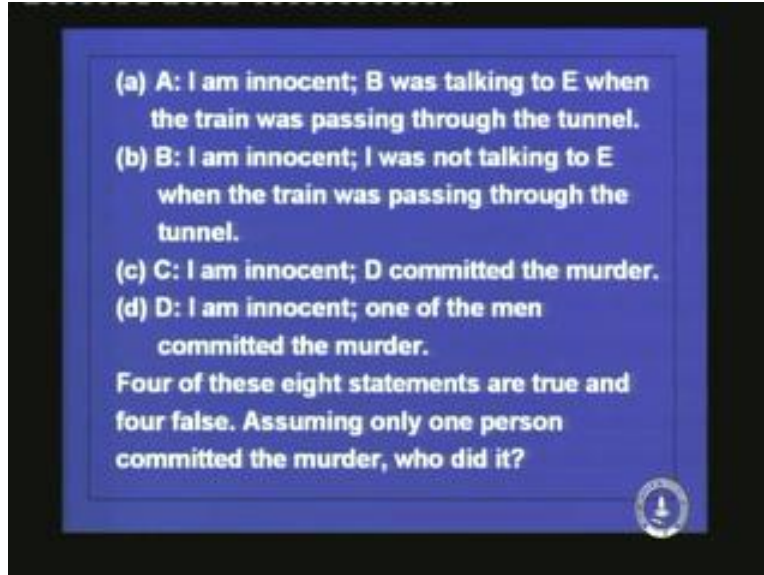 (a) A: I am innocent; B was talking to E when
the train was passing through the tunnel.
(b) B: I am innocent; I was not talking to E
when the train was passing through the
tunnel.
(c) C: I am innocent; D committed the murder.
(d) D: I am innocent; one of the men
committed the murder.
Four of these eight statements are true and
four false. Assuming only one person
committed the murder, who did it?